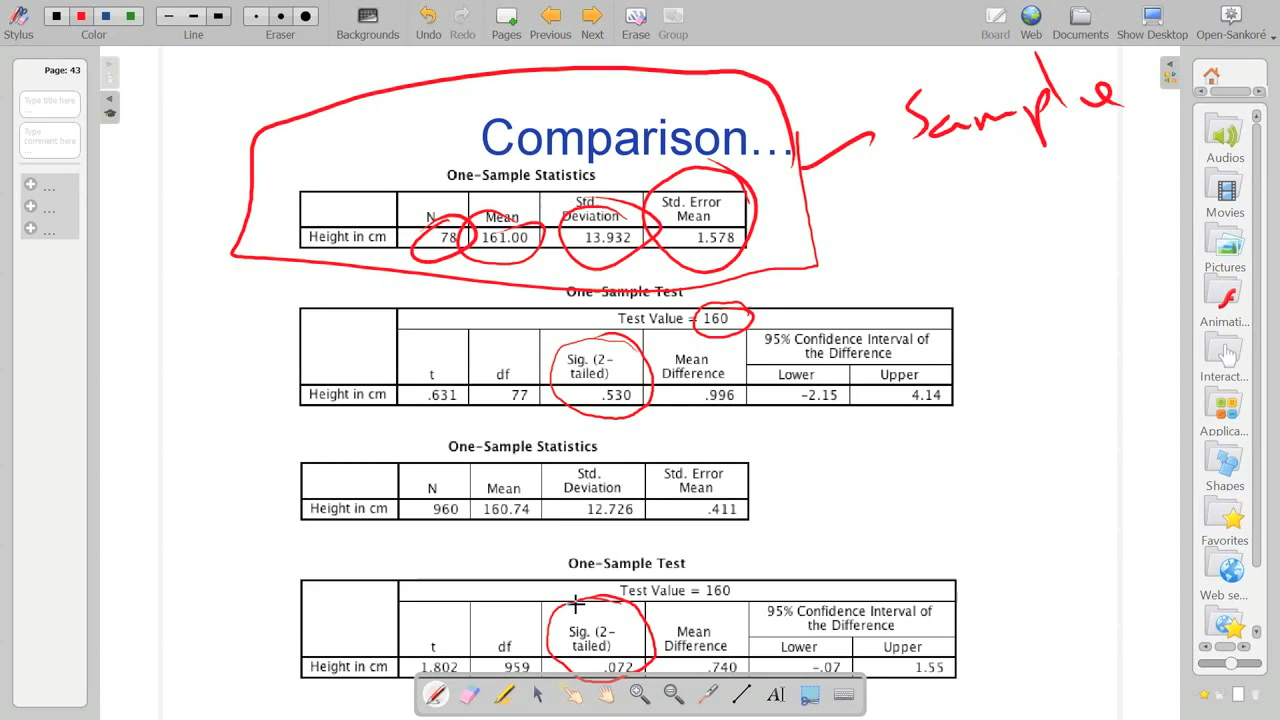 Stylus Color Line Eraser Backgrounds Undo Redo Pages Previous Next Erase Group Board Web Documents Show Desktop Open-Sankoré
Page: 43
Type title here ...
Type comment here ...
...
...
...
Sample
Comparison...
One-Sample Statistics
N Mean Std. Deviation Std. Error Mean
Height in cm 78 161.00 13.932 1.578
One-Sample Test
Test Value = 160
t df Sig. (2-tailed) Mean Difference 95% Confidence Interval of the Difference
Lower Upper
Height in cm .631 77 .530 .996 -2.15 4.14
One-Sample Statistics
N Mean Std. Deviation Std. Error Mean
Height in cm 960 160.74 12.726 .411
One-Sample Test
Test Value = 160
t df Sig. (2-tailed) Mean Difference 95% Confidence Interval of the Difference
Lower Upper
Height in cm 1.802 959 .072 .740 -.07 1.55
Audios
Movies
Pictures
Animati...
Interact...
Applica...
Shapes
Favorites
Web se...